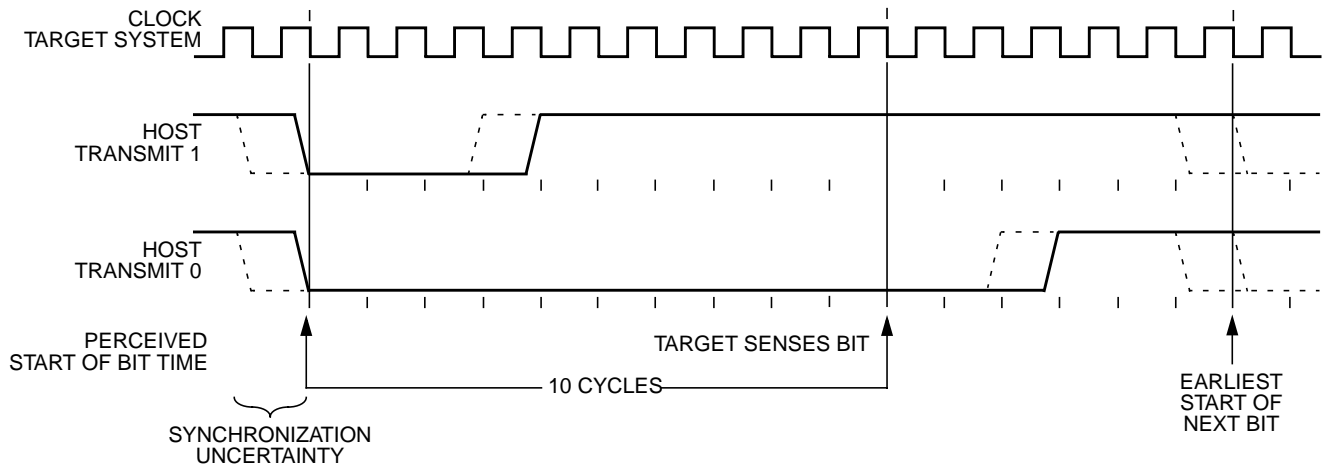 CLOCK
TARGET SYSTEM
HOST
TRANSMIT 1
HOST
TRANSMIT 0
PERCEIVED
START OF BIT TIME
TARGET SENSES BIT
10 CYCLES
EARLIEST
START OF
NEXT BIT
SYNCHRONIZATION
UNCERTAINTY